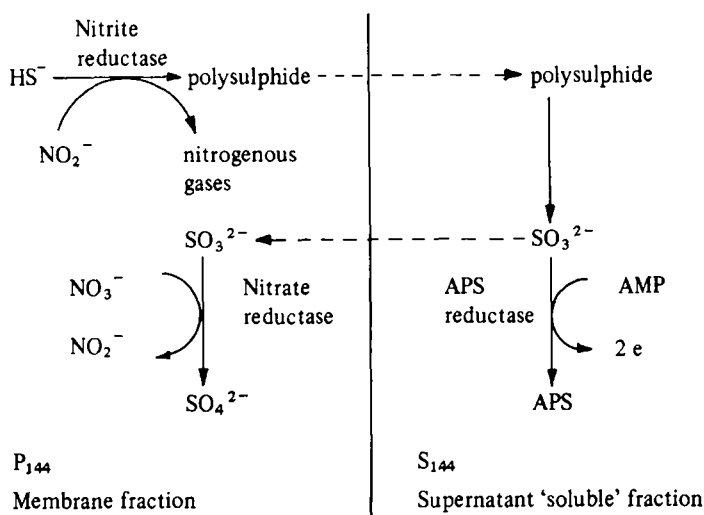 Nitrite
reductase
HS⁻ polysulphide polysulphide
NO₂⁻ nitrogenous
gases
SO₃²⁻ SO₃²⁻
NO₃⁻ Nitrate APS AMP
reductase reductase
NO₂⁻ 2 e
SO₄²⁻ APS
P₁₄₄ S₁₄₄
Membrane fraction Supernatant ‘soluble’ fraction